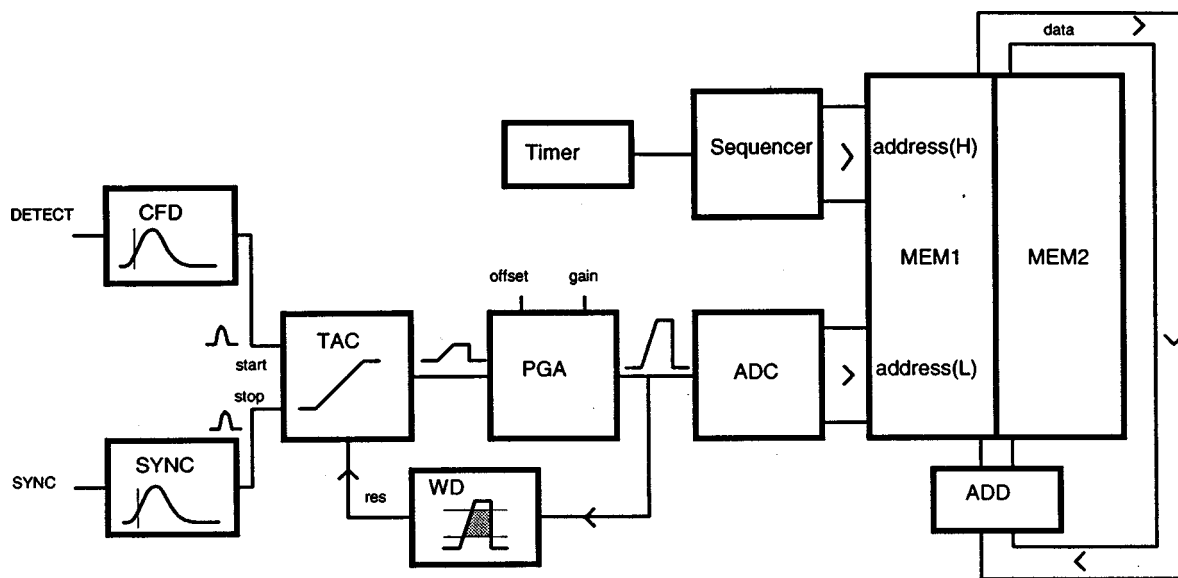 data
Timer
Sequencer
address(H)
DETECT
CFD
MEM1
MEM2
offset
gain
TAC
start
PGA
ADC
address(L)
stop
SYNC
SYNC
res
WD
ADD